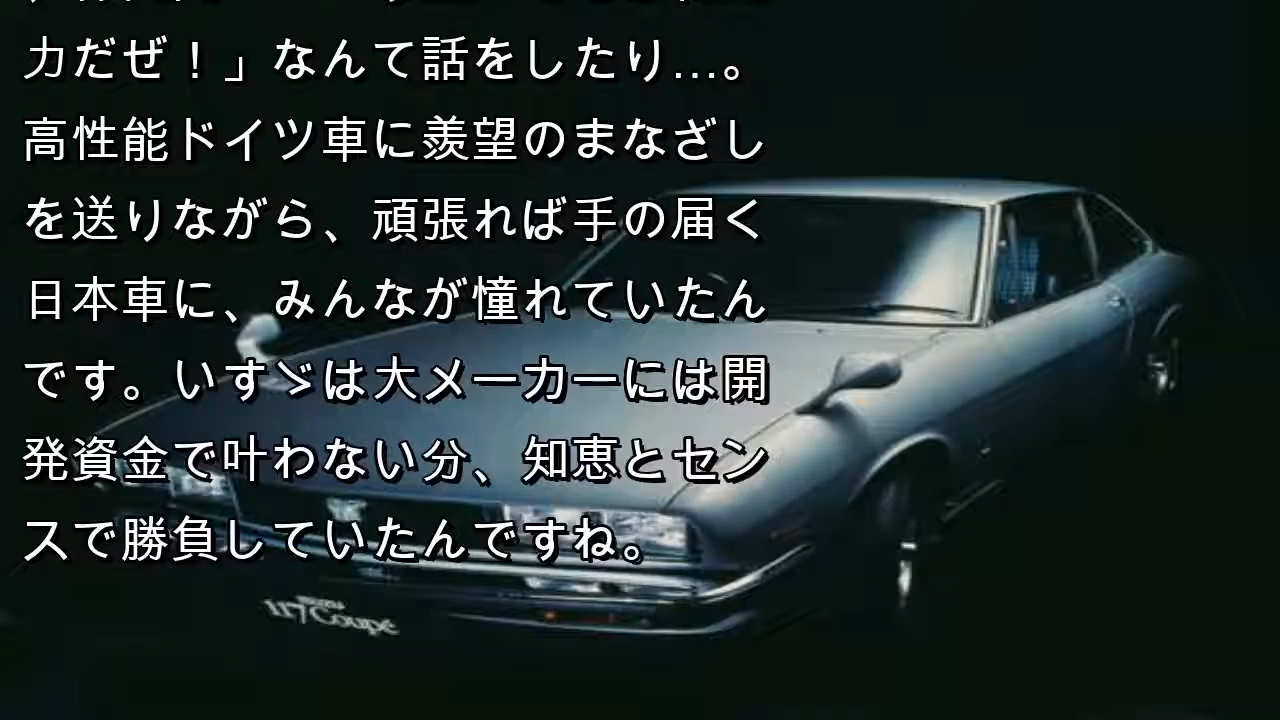 力だぜ！」なんて話をしたり…。
高性能ドイツ車に羨望のまなざし
を送りながら、頑張れば手の届く
日本車に、みんなが憧れていたん
です。いすゞは大メーカーには開
発資金で叶わない分、知恵とセン
スで勝負していたんですね。
117Coupé